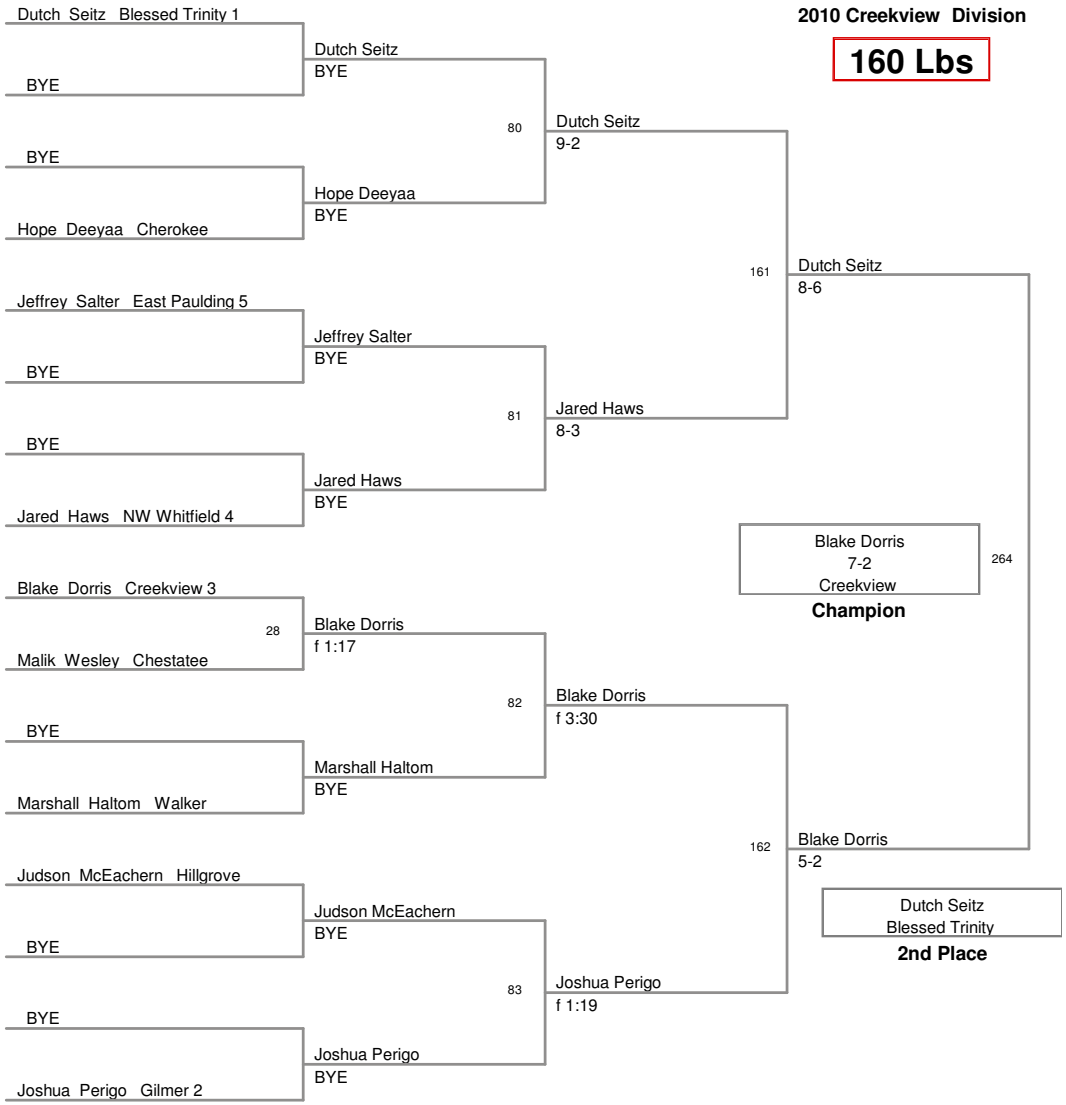 Dutch Seitz Blessed Trinity 1
2010 Creekview Division
160 Lbs
Dutch Seitz
BYE
BYE
80
Dutch Seitz
9-2
BYE
Hope Deeyaa
BYE
Hope Deeyaa Cherokee
161
Dutch Seitz
8-6
Jeffrey Salter East Paulding 5
Jeffrey Salter
BYE
BYE
81
Jared Haws
8-3
BYE
Jared Haws
BYE
Jared Haws NW Whitfield 4
Blake Dorris
7-2
Creekview
264
Champion
Blake Dorris Creekview 3
28
Blake Dorris
f 1:17
Malik Wesley Chestatee
82
Blake Dorris
f 3:30
BYE
Marshall Haltom
BYE
Marshall Haltom Walker
162
Blake Dorris
5-2
Judson McEachern Hillgrove
Judson McEachern
BYE
BYE
Dutch Seitz
Blessed Trinity
2nd Place
83
Joshua Perigo
f 1:19
BYE
Joshua Perigo
BYE
Joshua Perigo Gilmer 2